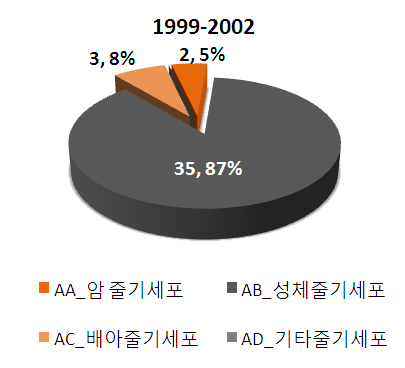 1999-2002
3, 8%
2, 5%
35, 87%
AA_암 줄기세포
AB_성체줄기세포
AC_배아줄기세포
AD_기타줄기세포